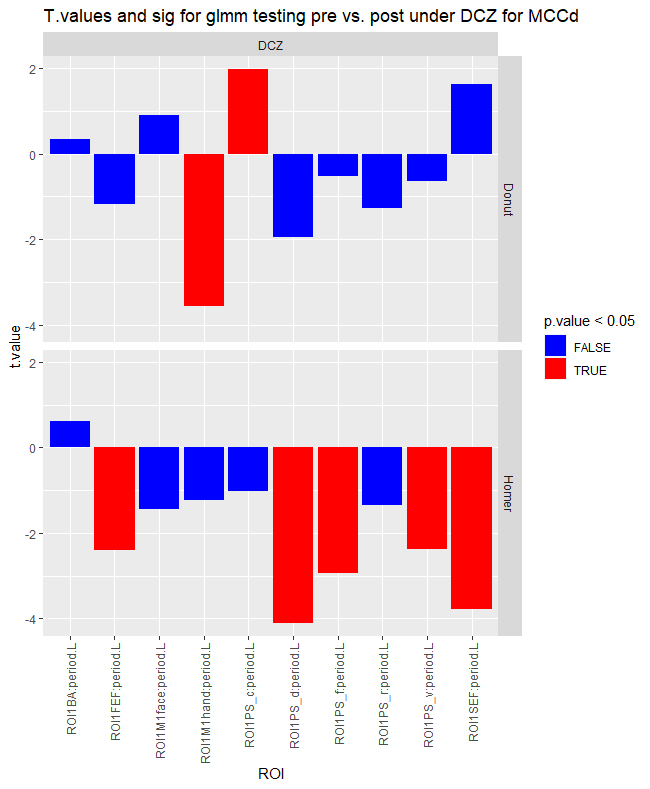 T.values and sig for glmm testing pre vs. post under DCZ for MCCd
DCZ
2
0
-2
-4
Donut
2
0
-2
-4
Homer
t.value
ROI1BA:period.L
ROI1FEF:period.L
ROI1M1face:period.L
ROI1M1hand:period.L
ROI1PS_c:period.L
ROI1PS_d:period.L
ROI1PS_f:period.L
ROI1PS_r:period.L
ROI1PS_v:period.L
ROI1SEF:period.L
ROI
p.value < 0.05
FALSE
TRUE